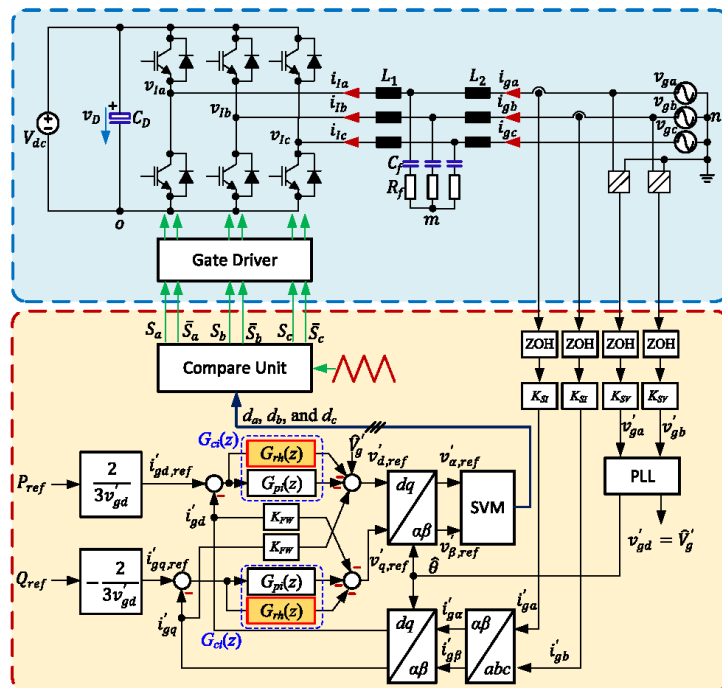 v_Ia
v_Ib
v_Ic
v_D
C_D
V_dc
o
i_Ia
i_Ib
i_Ic
L_1
L_2
i_ga
i_gb
i_gc
v_ga
v_gb
v_gc
n
C_f
R_f
m
Gate Driver
S_a S̄_a S_b S̄_b S_c S̄_c
Compare Unit
d_a, d_b, and d_c
ZOH ZOH ZOH ZOH
K_SI K_SI K_SV K_SV
v'_ga
v'_gb
PLL
v'_gd = V̂'_g
P_ref
2
3v'_gd
i'_gd,ref
i'_gd
G_ci(z)
G_rh(z)
G_pi(z)
V̂'_g
v'_d,ref
K_FW
K_FW
Q_ref
−2
3v'_gd
i'_gq,ref
i'_gq
G_pi(z)
G_rh(z)
G_ci(z)
v'_q,ref
dq
αβ
v'_α,ref
v'_β,ref
SVM
θ̂
dq
αβ
i'_gα
i'_gβ
αβ
abc
i'_ga
i'_gb